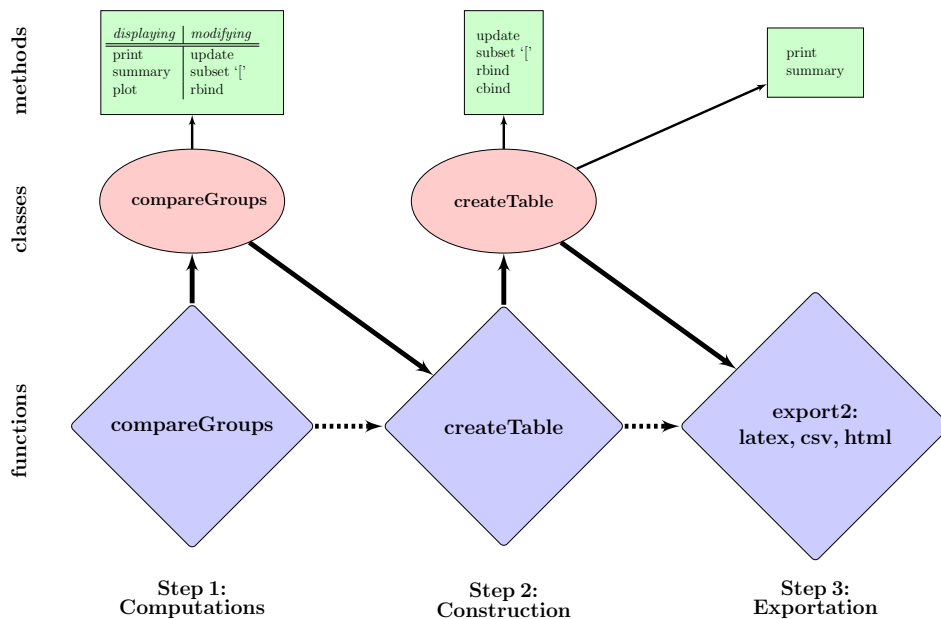 methods
displaying modifying
print update
summary subset ‘[’
plot rbind
update
subset ‘[’
rbind
cbind
print
summary
classes
compareGroups
createTable
functions
compareGroups
createTable
export2:
latex, csv, html
Step 1:
Computations
Step 2:
Construction
Step 3:
Exportation